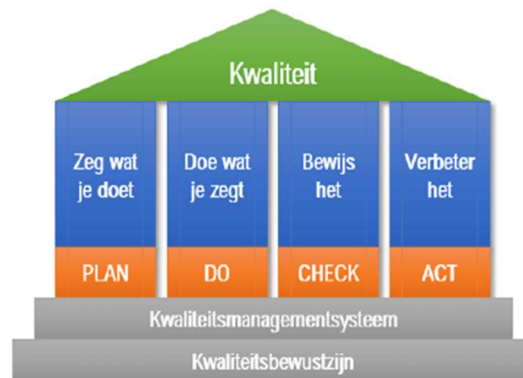 Kwaliteit
Zeg wat
je doet
Doe wat
je zegt
Bewijs
het
Verbeter
het
PLAN
DO
CHECK
ACT
Kwaliteitsmanagementsysteem
Kwaliteitsbewustzijn